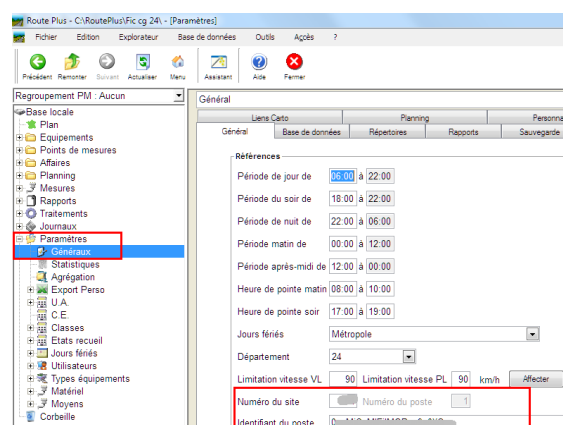 Route Plus - C:\RoutePlus\Fic cg 24\ - [Paramètres]
Fichier Edition Explorateur Base de données Outils Agcès ?
Précédent Remonter Suivant Actualiser Menu Assistant Aide Fermer
Regroupement PM : Aucun
Base locale
Plan
Equipements
Points de mesures
Affaires
Planning
Mesures
Rapports
Traitements
Journaux
Paramètres
Généraux
Statistiques
Agrégation
Export Perso
U.A.
C.E.
Classes
Etats recueil
Jours fériés
Utilisateurs
Types équipements
Matériel
Moyens
Corbeille
Général
Liens Carto Planning Personna
Général Base de données Répertoires Rapports Sauvegarde
Références
Période de jour de 06:00 à 22:00
Période du soir de 18:00 à 22:00
Période de nuit de 22:00 à 06:00
Période matin de 00:00 à 12:00
Période après-midi de 12:00 à 00:00
Heure de pointe matin 08:00 à 10:00
Heure de pointe soir 17:00 à 19:00
Jours fériés Métropole
Département 24
Limitation vitesse VL 90 Limitation vitesse PL 90 km/h Affecter
Numéro du site Numéro du poste 1
Identifiant du poste